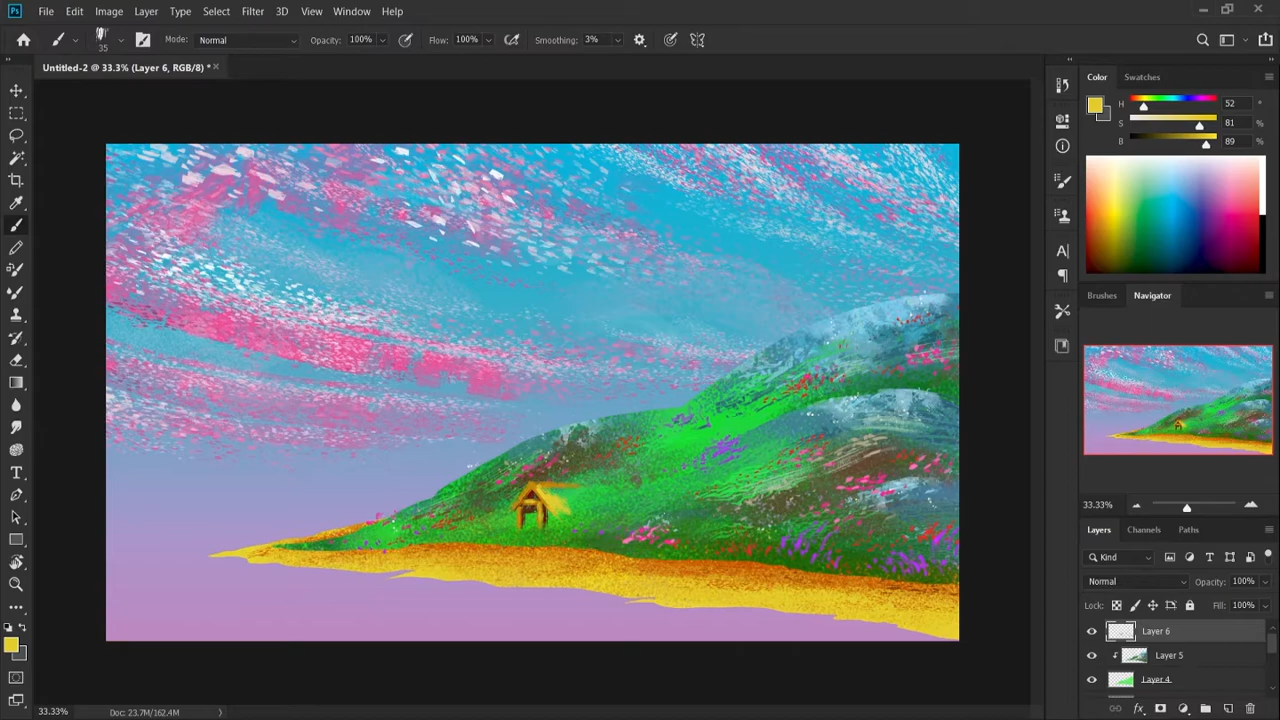 Ps File Edit Image Layer Type Select Filter 3D View Window Help
35 Mode: Normal Opacity: 100% Flow: 100% Smoothing: 3%
Untitled-2 @ 33.3% (Layer 6, RGB/8) *
Color Swatches
H 52 °
S 81 %
B 89 %
Brushes Navigator
33.33%
Layers Channels Paths
Kind
Normal Opacity: 100%
Lock: Fill: 100%
Layer 6
Layer 5
Layer 4
fx
33.33% Doc: 23.7M/162.4M